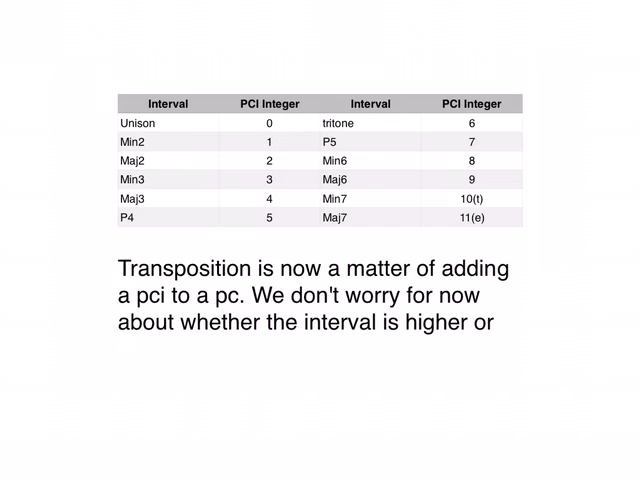 Interval PCI Integer Interval PCI Integer
Unison 0 tritone 6
Min2 1 P5 7
Maj2 2 Min6 8
Min3 3 Maj6 9
Maj3 4 Min7 10(t)
P4 5 Maj7 11(e)
Transposition is now a matter of adding
a pci to a pc. We don't worry for now
about whether the interval is higher or